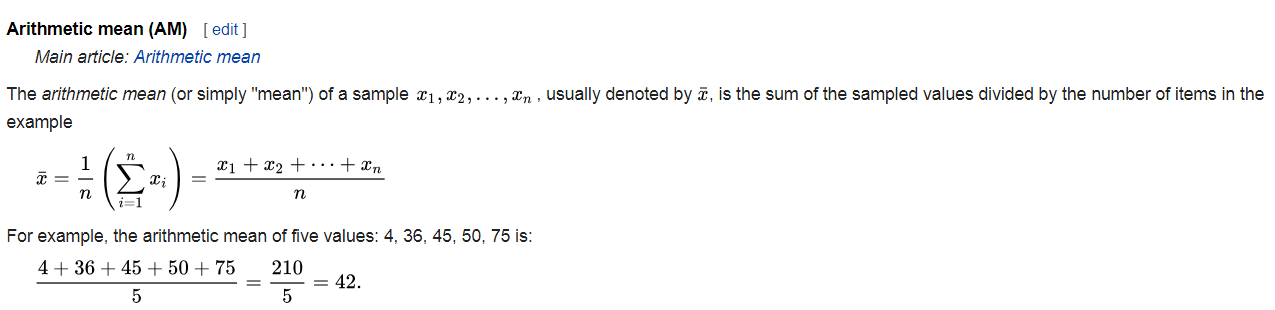 Arithmetic mean (AM) [ edit ]
Main article: Arithmetic mean
The arithmetic mean (or simply "mean") of a sample x₁, x₂, . . . , xₙ , usually denoted by x̄, is the sum of the sampled values divided by the number of items in the
example
x̄ = 1/n (∑ᵢ₌₁ⁿ xᵢ) = (x₁ + x₂ + ⋯ + xₙ)/n
For example, the arithmetic mean of five values: 4, 36, 45, 50, 75 is:
(4 + 36 + 45 + 50 + 75)/5 = 210/5 = 42.